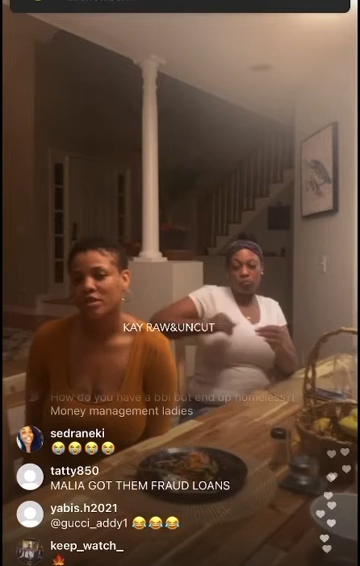 KAY RAW&UNCUT
How do you have a bbl but end up homeless?!
Money management ladies
sedraneki
😭😭😭😭
tatty850
MALIA GOT THEM FRAUD LOANS
yabis.h2021
@gucci_addy1 😂😂😂
keep_watch_
🔥